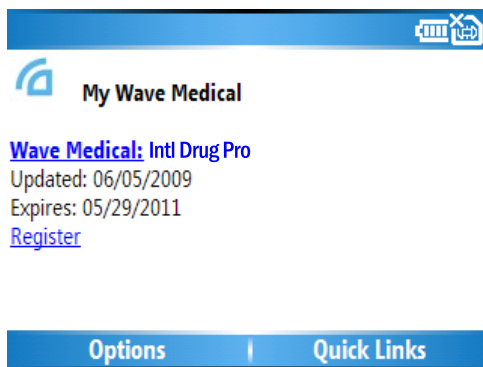 My Wave Medical
Wave Medical: Intl Drug Pro
Updated: 06/05/2009
Expires: 05/29/2011
Register
Options
Quick Links